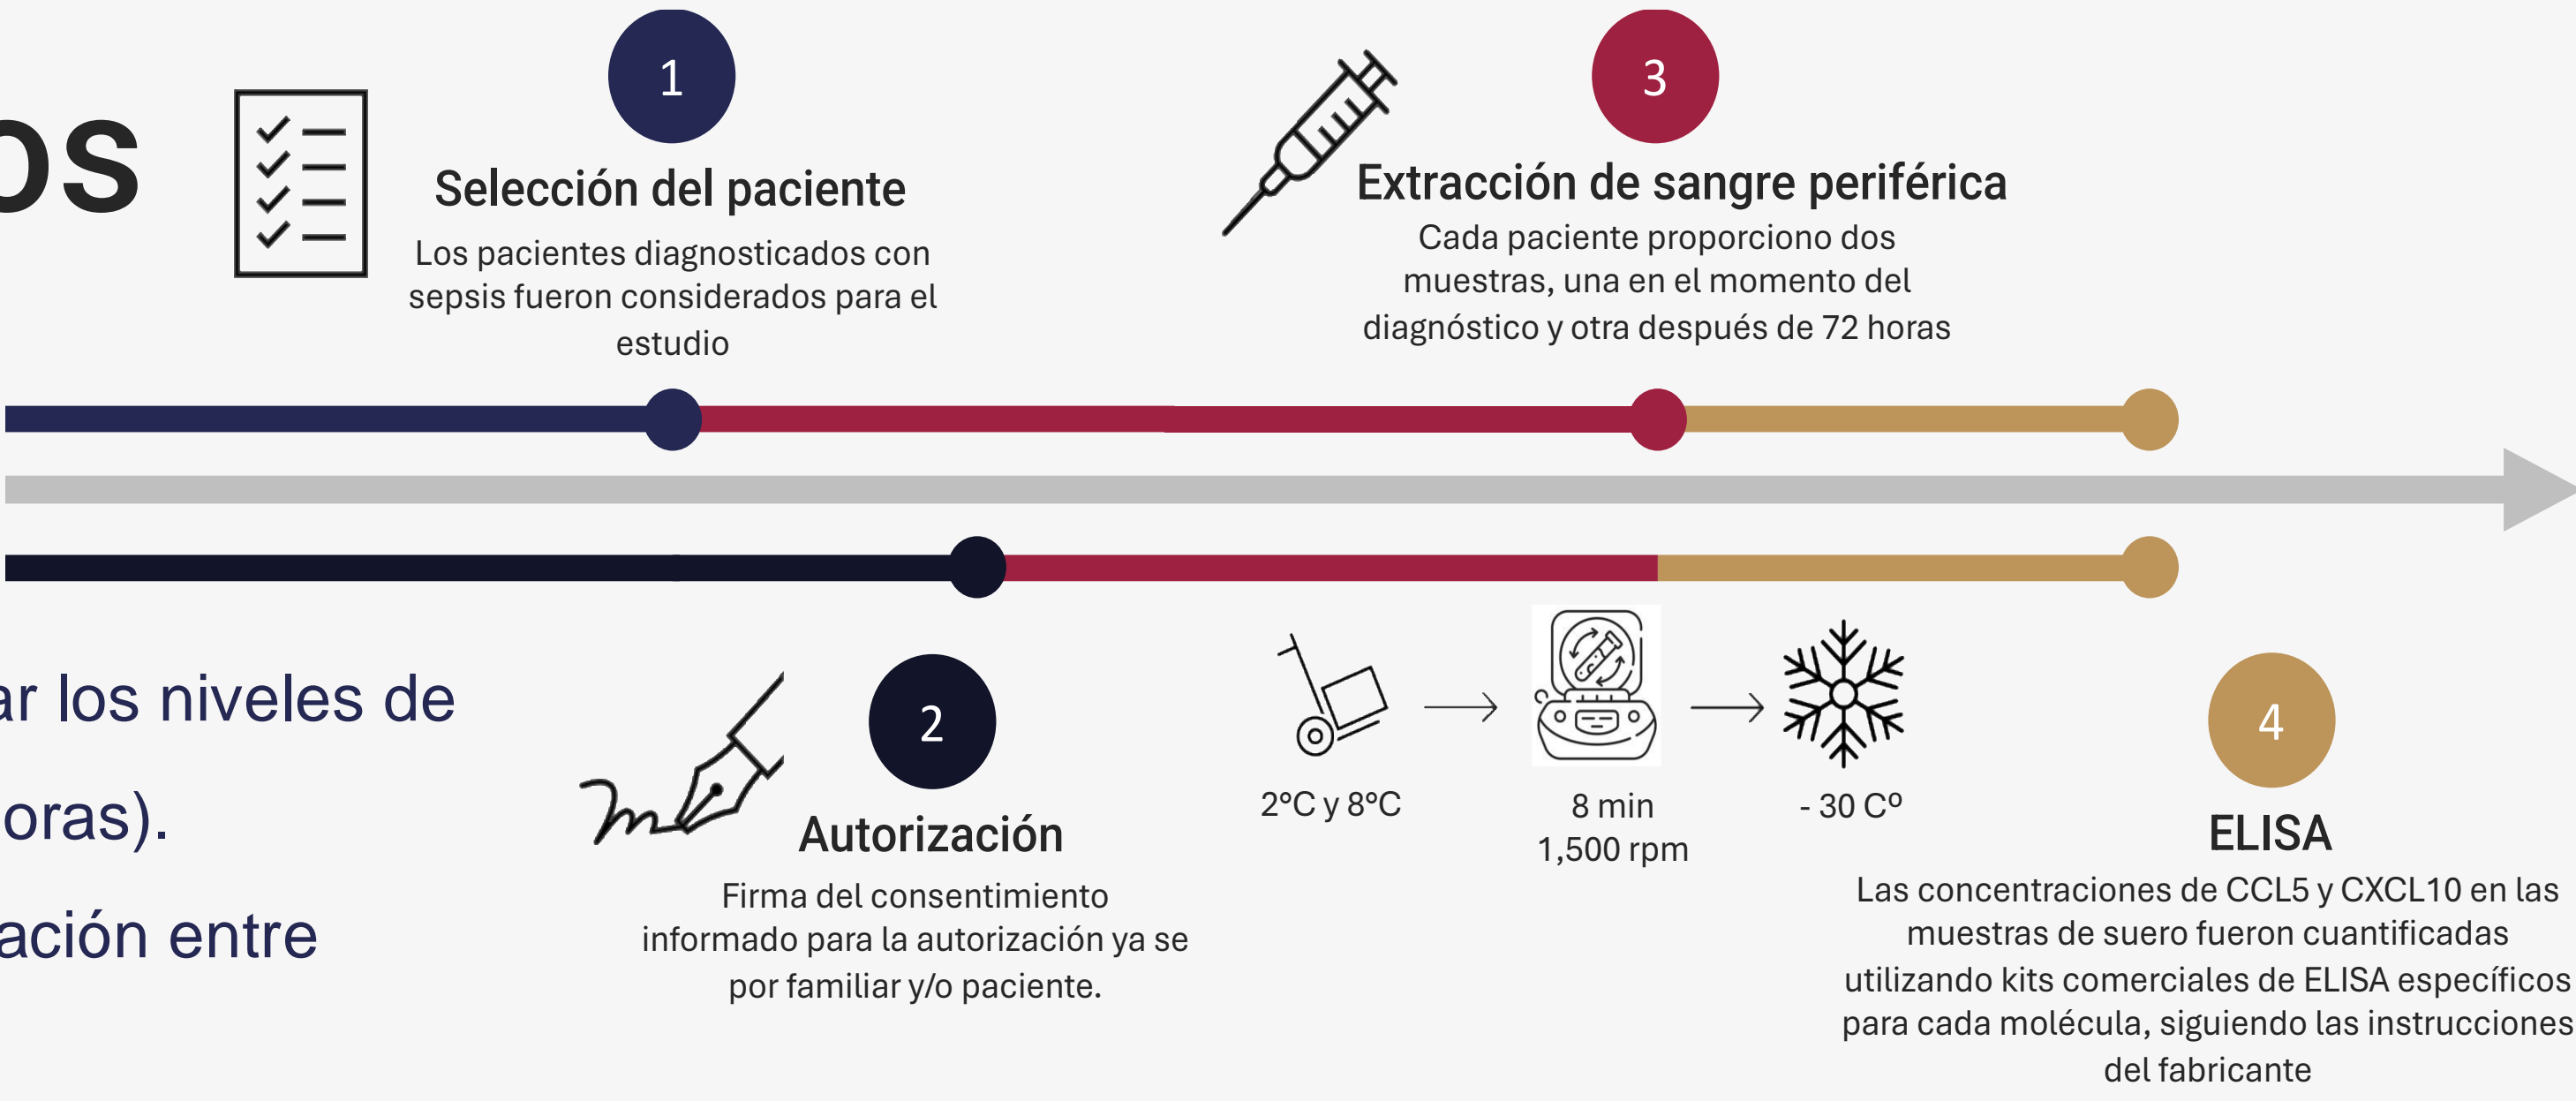 os
1
Selección del paciente
Los pacientes diagnosticados con
sepsis fueron considerados para el
estudio
3
Extracción de sangre periférica
Cada paciente proporciono dos
muestras, una en el momento del
diagnóstico y otra después de 72 horas
ar los niveles de
oras).
ación entre
2
Autorización
Firma del consentimiento
informado para la autorización ya se
por familiar y/o paciente.
2°C y 8°C
8 min
1,500 rpm
- 30 Cº
4
ELISA
Las concentraciones de CCL5 y CXCL10 en las
muestras de suero fueron cuantificadas
utilizando kits comerciales de ELISA específicos
para cada molécula, siguiendo las instrucciones
del fabricante